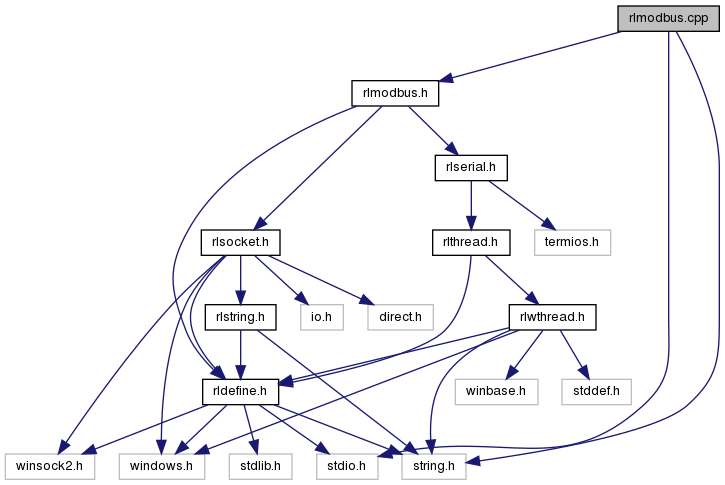 rlmodbus.cpp
rlmodbus.h
rlserial.h
rlsocket.h
rlthread.h
termios.h
rlstring.h
io.h
direct.h
rlwthread.h
rldefine.h
winbase.h
stddef.h
winsock2.h
windows.h
stdlib.h
stdio.h
string.h